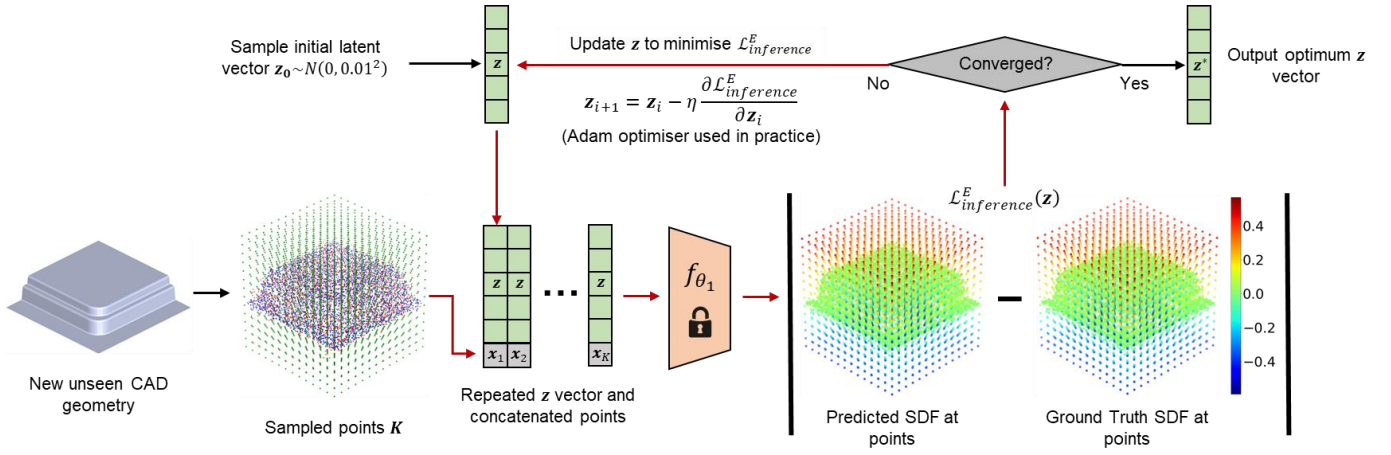 Sample initial latent
vector z₀~N(0, 0.01²)
z
Update z to minimise ℒᴱ_inference
z_{i+1} = z_i − η ∂ℒᴱ_inference / ∂z_i
(Adam optimiser used in practice)
No
Converged?
Yes
z*
Output optimum z
vector
ℒᴱ_inference(z)
New unseen CAD
geometry
Sampled points K
z z ... z
x₁ x₂ x_K
Repeated z vector and
concatenated points
f_θ₁
Predicted SDF at
points
−
Ground Truth SDF at
points
0.4
0.2
0.0
−0.2
−0.4